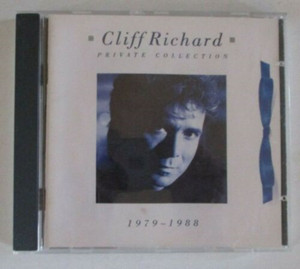 Cliff Richard
PRIVATE COLLECTION
1979-1988